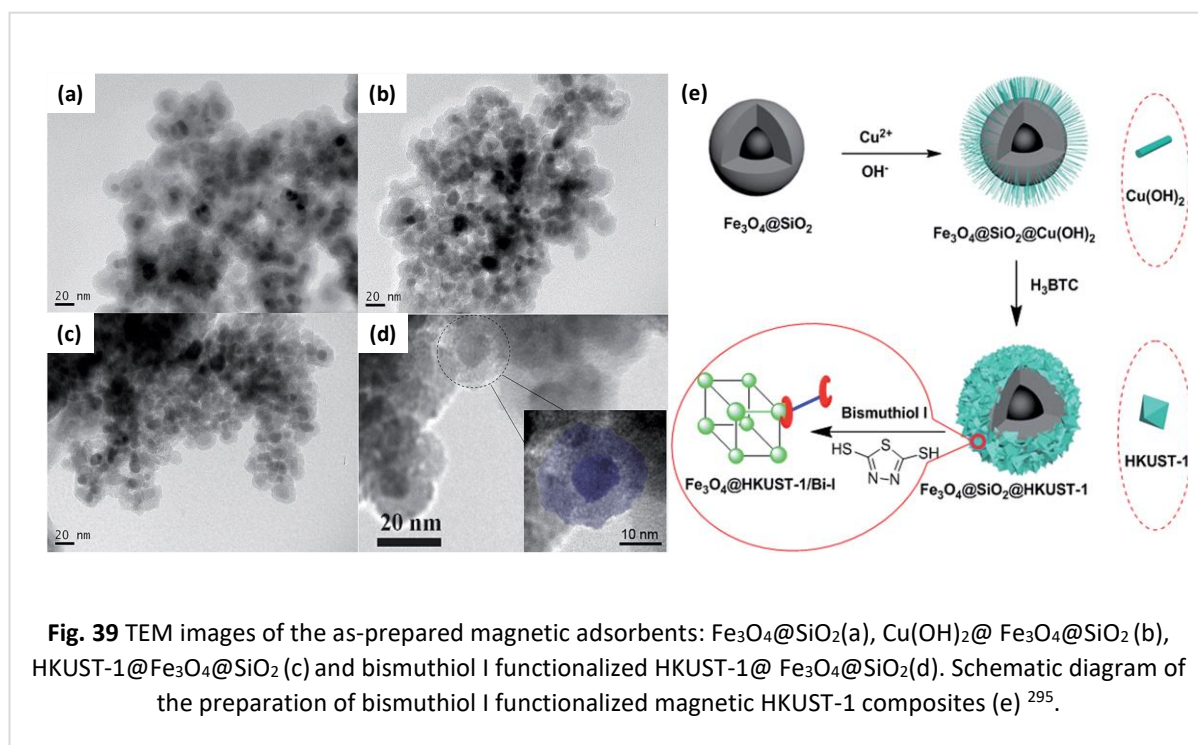 (a)
(b)
20 nm
20 nm
(c)
(d)
20 nm
20 nm
10 nm
(e)
Fe₃O₄@SiO₂
Cu²⁺
OH⁻
Fe₃O₄@SiO₂@Cu(OH)₂
Cu(OH)₂
H₃BTC
Fe₃O₄@HKUST-1/Bi-I
Bismuthiol I
HS
S
SH
N-N
Fe₃O₄@SiO₂@HKUST-1
HKUST-1
Fig. 39 TEM images of the as-prepared magnetic adsorbents: Fe₃O₄@SiO₂(a), Cu(OH)₂@ Fe₃O₄@SiO₂ (b),
HKUST-1@Fe₃O₄@SiO₂ (c) and bismuthiol I functionalized HKUST-1@ Fe₃O₄@SiO₂(d). Schematic diagram of
the preparation of bismuthiol I functionalized magnetic HKUST-1 composites (e) ²⁹⁵.